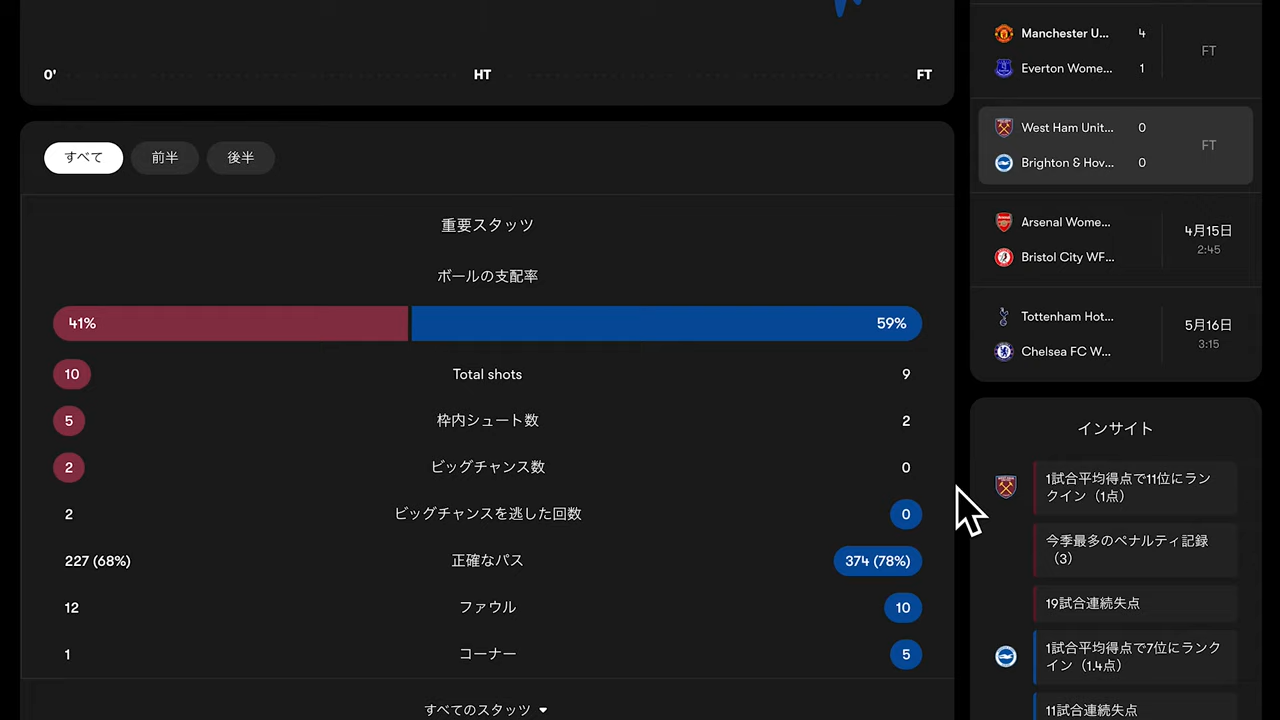 0'
HT
FT
すべて
前半
後半
重要スタッツ
ボールの支配率
41%
59%
10
Total shots
9
5
枠内シュート数
2
2
ビッグチャンス数
0
2
ビッグチャンスを逃した回数
0
227 (68%)
正確なパス
374 (78%)
12
ファウル
10
1
コーナー
5
すべてのスタッツ
Manchester U...
4
Everton Wome...
1
FT
West Ham Unit...
0
Brighton & Hov...
0
FT
Arsenal Wome...
Bristol City WF...
4月15日
2:45
Tottenham Hot...
Chelsea FC W...
5月16日
3:15
インサイト
1試合平均得点で11位にラン
クイン（1点）
今季最多のペナルティ記録
（3）
19試合連続失点
1試合平均得点で7位にランク
イン（1.4点）
11試合連続失点